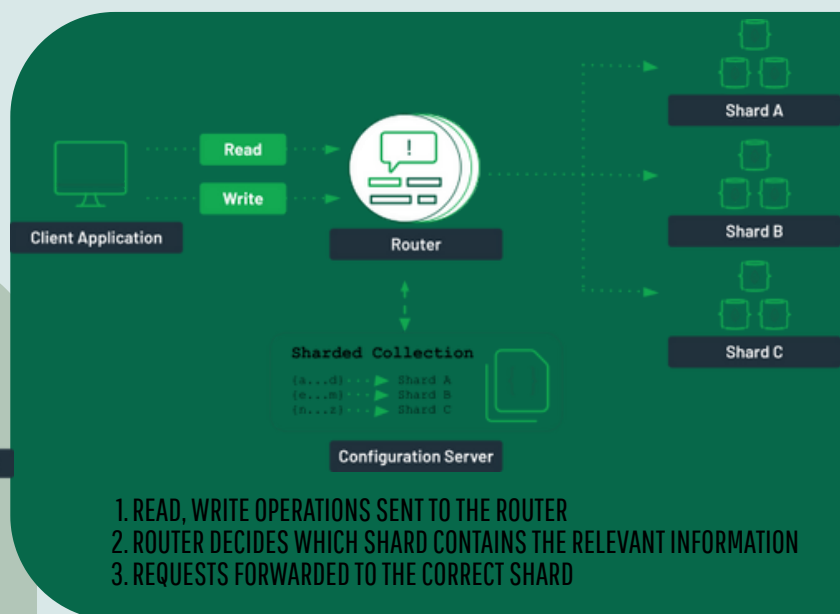 Read
Write
Client Application
Router
Shard A
Shard B
Shard C
Sharded Collection
(a...d) Shard A
(e...m) Shard B
(n...z) Shard C
Configuration Server
1. READ, WRITE OPERATIONS SENT TO THE ROUTER
2. ROUTER DECIDES WHICH SHARD CONTAINS THE RELEVANT INFORMATION
3. REQUESTS FORWARDED TO THE CORRECT SHARD